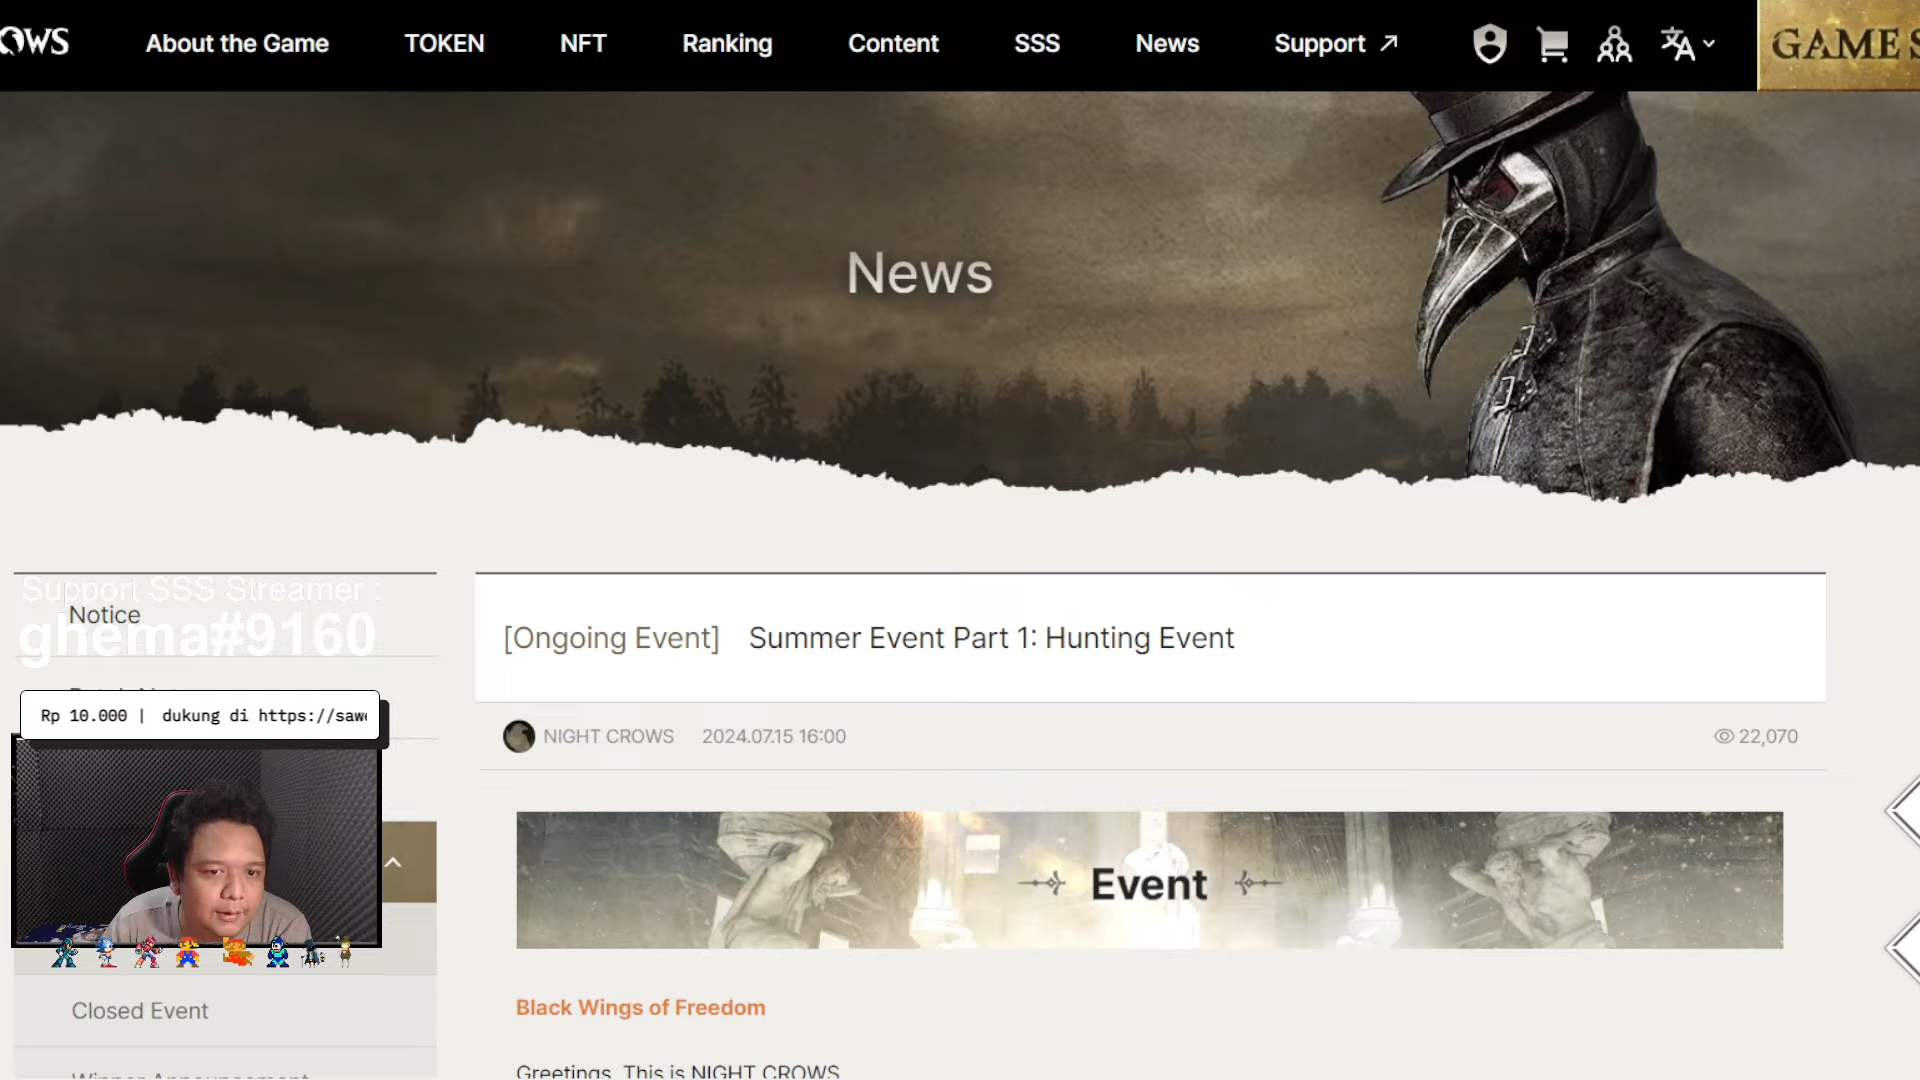 About the Game TOKEN NFT Ranking Content SSS News Support
GAME
News
Support SSS Streamer :
ghema#9160
Notice
Rp 10.000 | dukung di https://saw
Closed Event
[Ongoing Event] Summer Event Part 1: Hunting Event
NIGHT CROWS 2024.07.15 16:00 22,070
Event
Black Wings of Freedom
Greetings. This is NIGHT CROWS